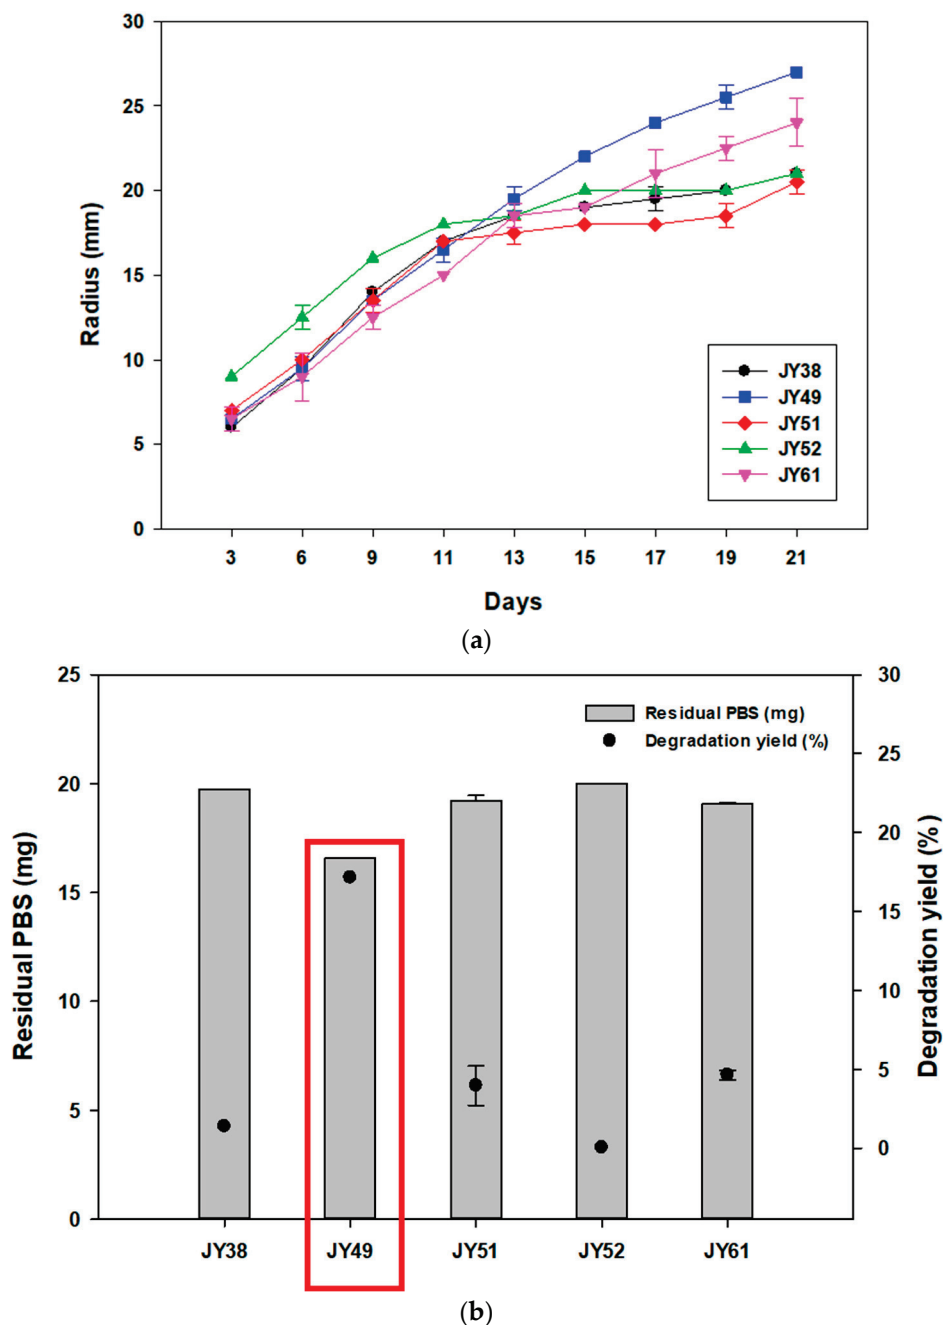 30
25
20
15
10
5
0
Radius (mm)
JY38
JY49
JY51
JY52
JY61
3 6 9 11 13 15 17 19 21
Days
(a)
25
20
15
10
5
0
Residual PBS (mg)
Residual PBS (mg)
Degradation yield (%)
30
25
20
15
10
5
0
Degradation yield (%)
JY38 JY49 JY51 JY52 JY61
(b)